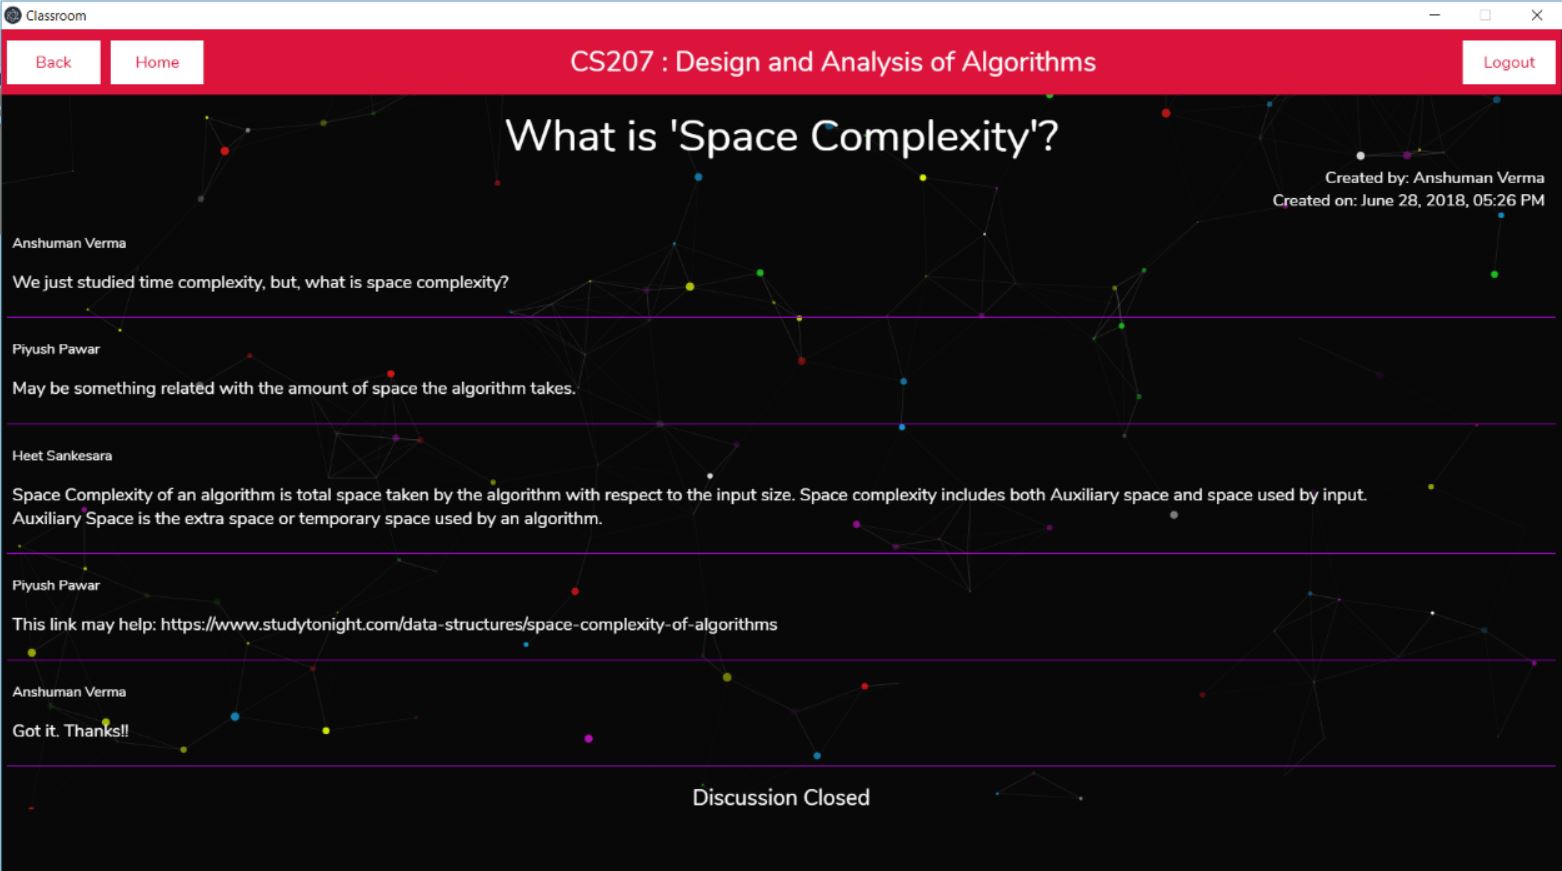 Classroom
Back
Home
CS207 : Design and Analysis of Algorithms
Logout
What is 'Space Complexity'?
Created by: Anshuman Verma
Created on: June 28, 2018, 05:26 PM
Anshuman Verma
We just studied time complexity, but, what is space complexity?
Piyush Pawar
May be something related with the amount of space the algorithm takes.
Heet Sankesara
Space Complexity of an algorithm is total space taken by the algorithm with respect to the input size. Space complexity includes both Auxiliary space and space used by input.
Auxiliary Space is the extra space or temporary space used by an algorithm.
Piyush Pawar
This link may help: https://www.studytonight.com/data-structures/space-complexity-of-algorithms
Anshuman Verma
Got it. Thanks!!
Discussion Closed